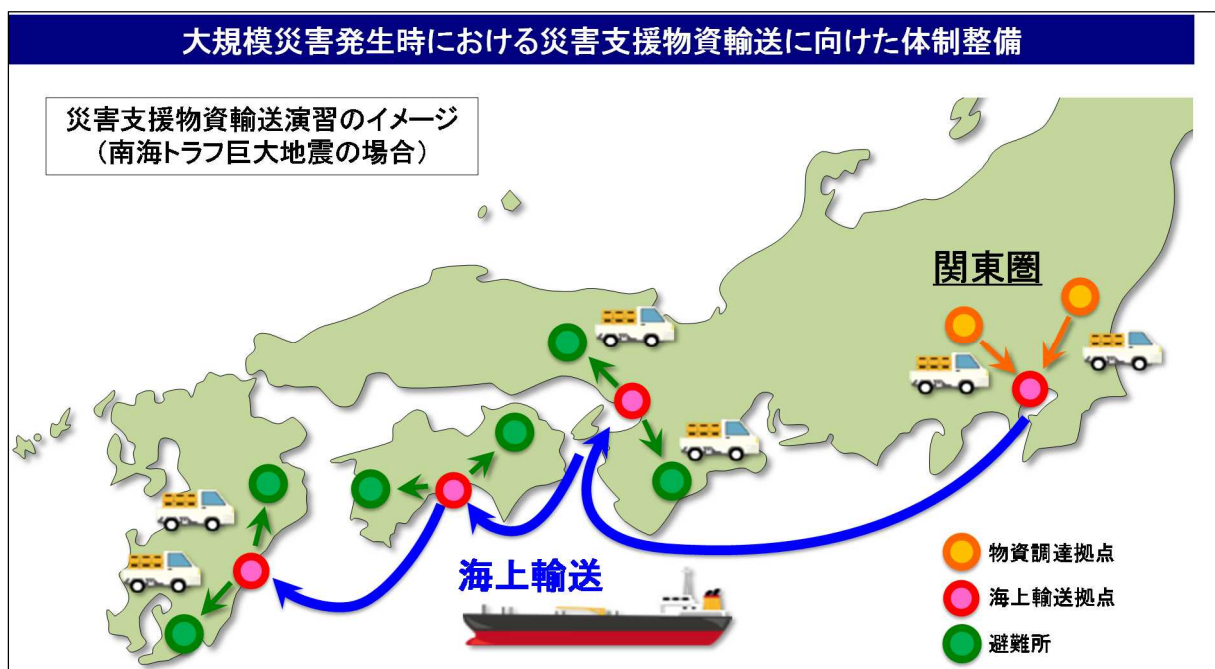 大規模災害発生時における災害支援物資輸送に向けた体制整備
災害支援物資輸送演習のイメージ
（南海トラフ巨大地震の場合）
関東圏
海上輸送
物資調達拠点
海上輸送拠点
避難所